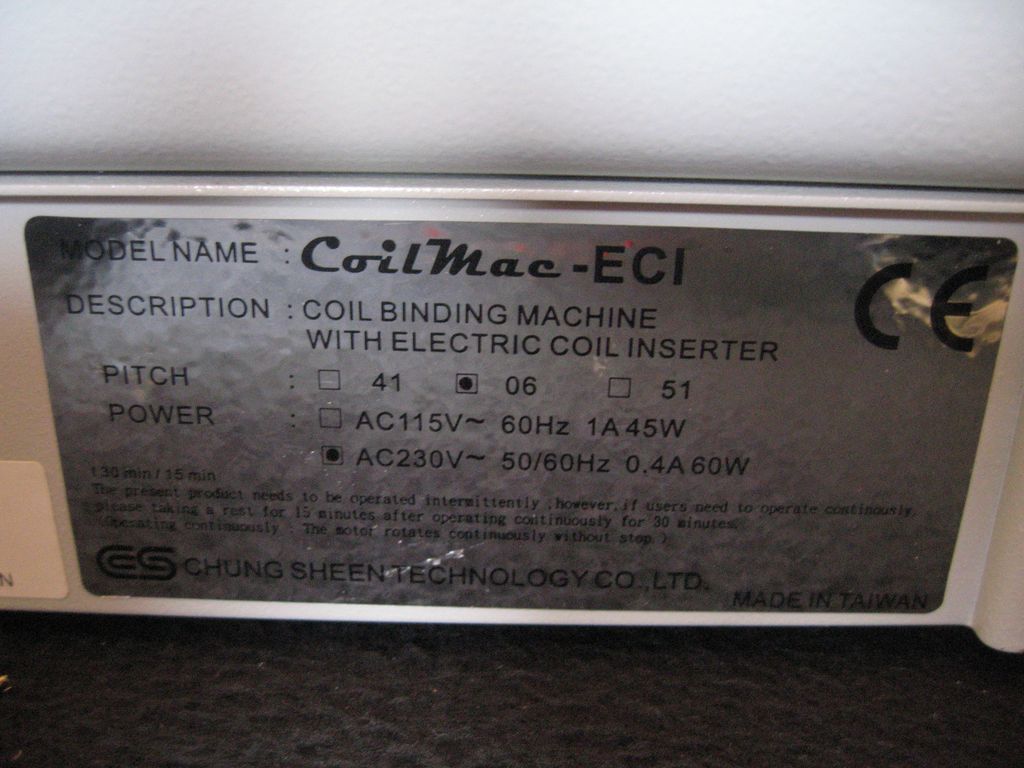 MODEL NAME : CoilMac-ECI
CE
DESCRIPTION : COIL BINDING MACHINE
WITH ELECTRIC COIL INSERTER
PITCH : □ 41 ▣ 06 □ 51
POWER : □ AC115V~ 60Hz 1A 45W
▣ AC230V~ 50/60Hz 0.4A 60W
30 min / 15 min
The present product needs to be operated intermittently ,however,if users need to operate continously,
please taking a rest for 15 minutes after operating continuously for 30 minutes.
(Operating continuously : The motor rotates continuously without stop.)
CS CHUNG SHEEN TECHNOLOGY CO.,LTD.
MADE IN TAIWAN
N